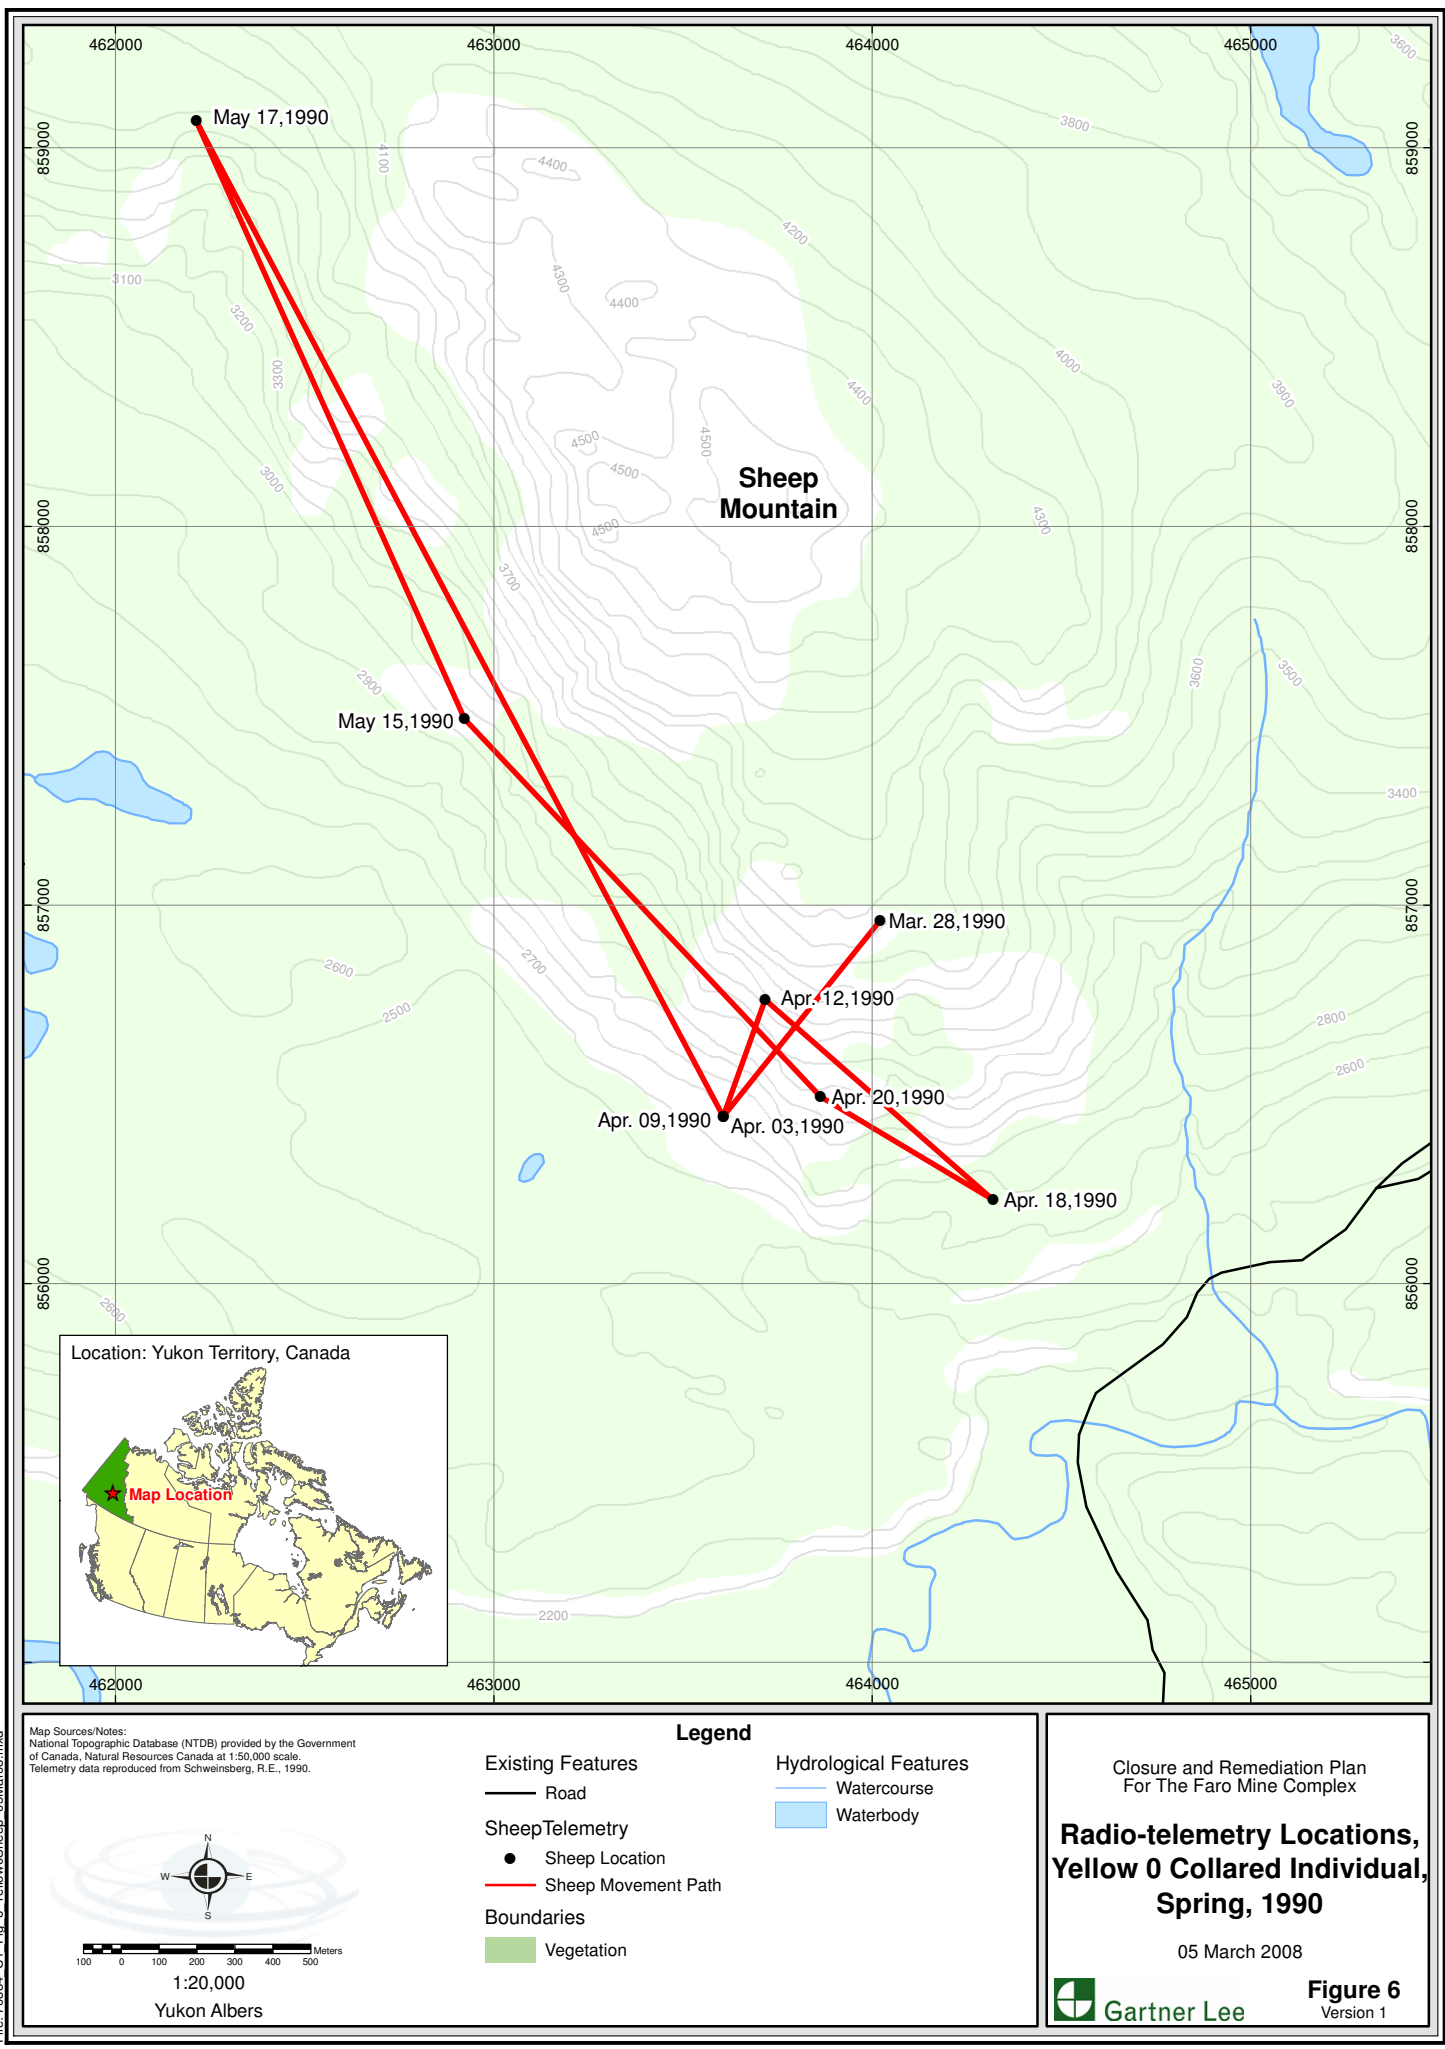 462000
463000
464000
465000
3600
May 17,1990
3800
859000
4100
4400
859000
4200
3100
4300
4400
3200
3300
4000
4400
3900
4500
4500
4500
3000
Sheep
Mountain
4300
858000
4500
858000
3700
3600
3500
2900
May 15,1990
3400
857000
857000
Mar. 28,1990
2700
2600
Apr. 12,1990
2500
2800
2600
Apr. 20,1990
Apr. 09,1990
Apr. 03,1990
Apr. 18,1990
856000
856000
2600
Location: Yukon Territory, Canada
Map Location
2200
462000
463000
464000
465000
Map Sources/Notes:
National Topographic Database (NTDB) provided by the Government
of Canada, Natural Resources Canada at 1:50,000 scale.
Telemetry data reproduced from Schweinsberg, R.E., 1990.
N
W
E
S
Meters
100 0 100 200 300 400 500
1:20,000
Yukon Albers
Legend
Existing Features
Road
SheepTelemetry
Sheep Location
Sheep Movement Path
Boundaries
Vegetation
Hydrological Features
Watercourse
Waterbody
Closure and Remediation Plan
For The Faro Mine Complex
Radio-telemetry Locations,
Yellow 0 Collared Individual,
Spring, 1990
05 March 2008
Gartner Lee
Figure 6
Version 1